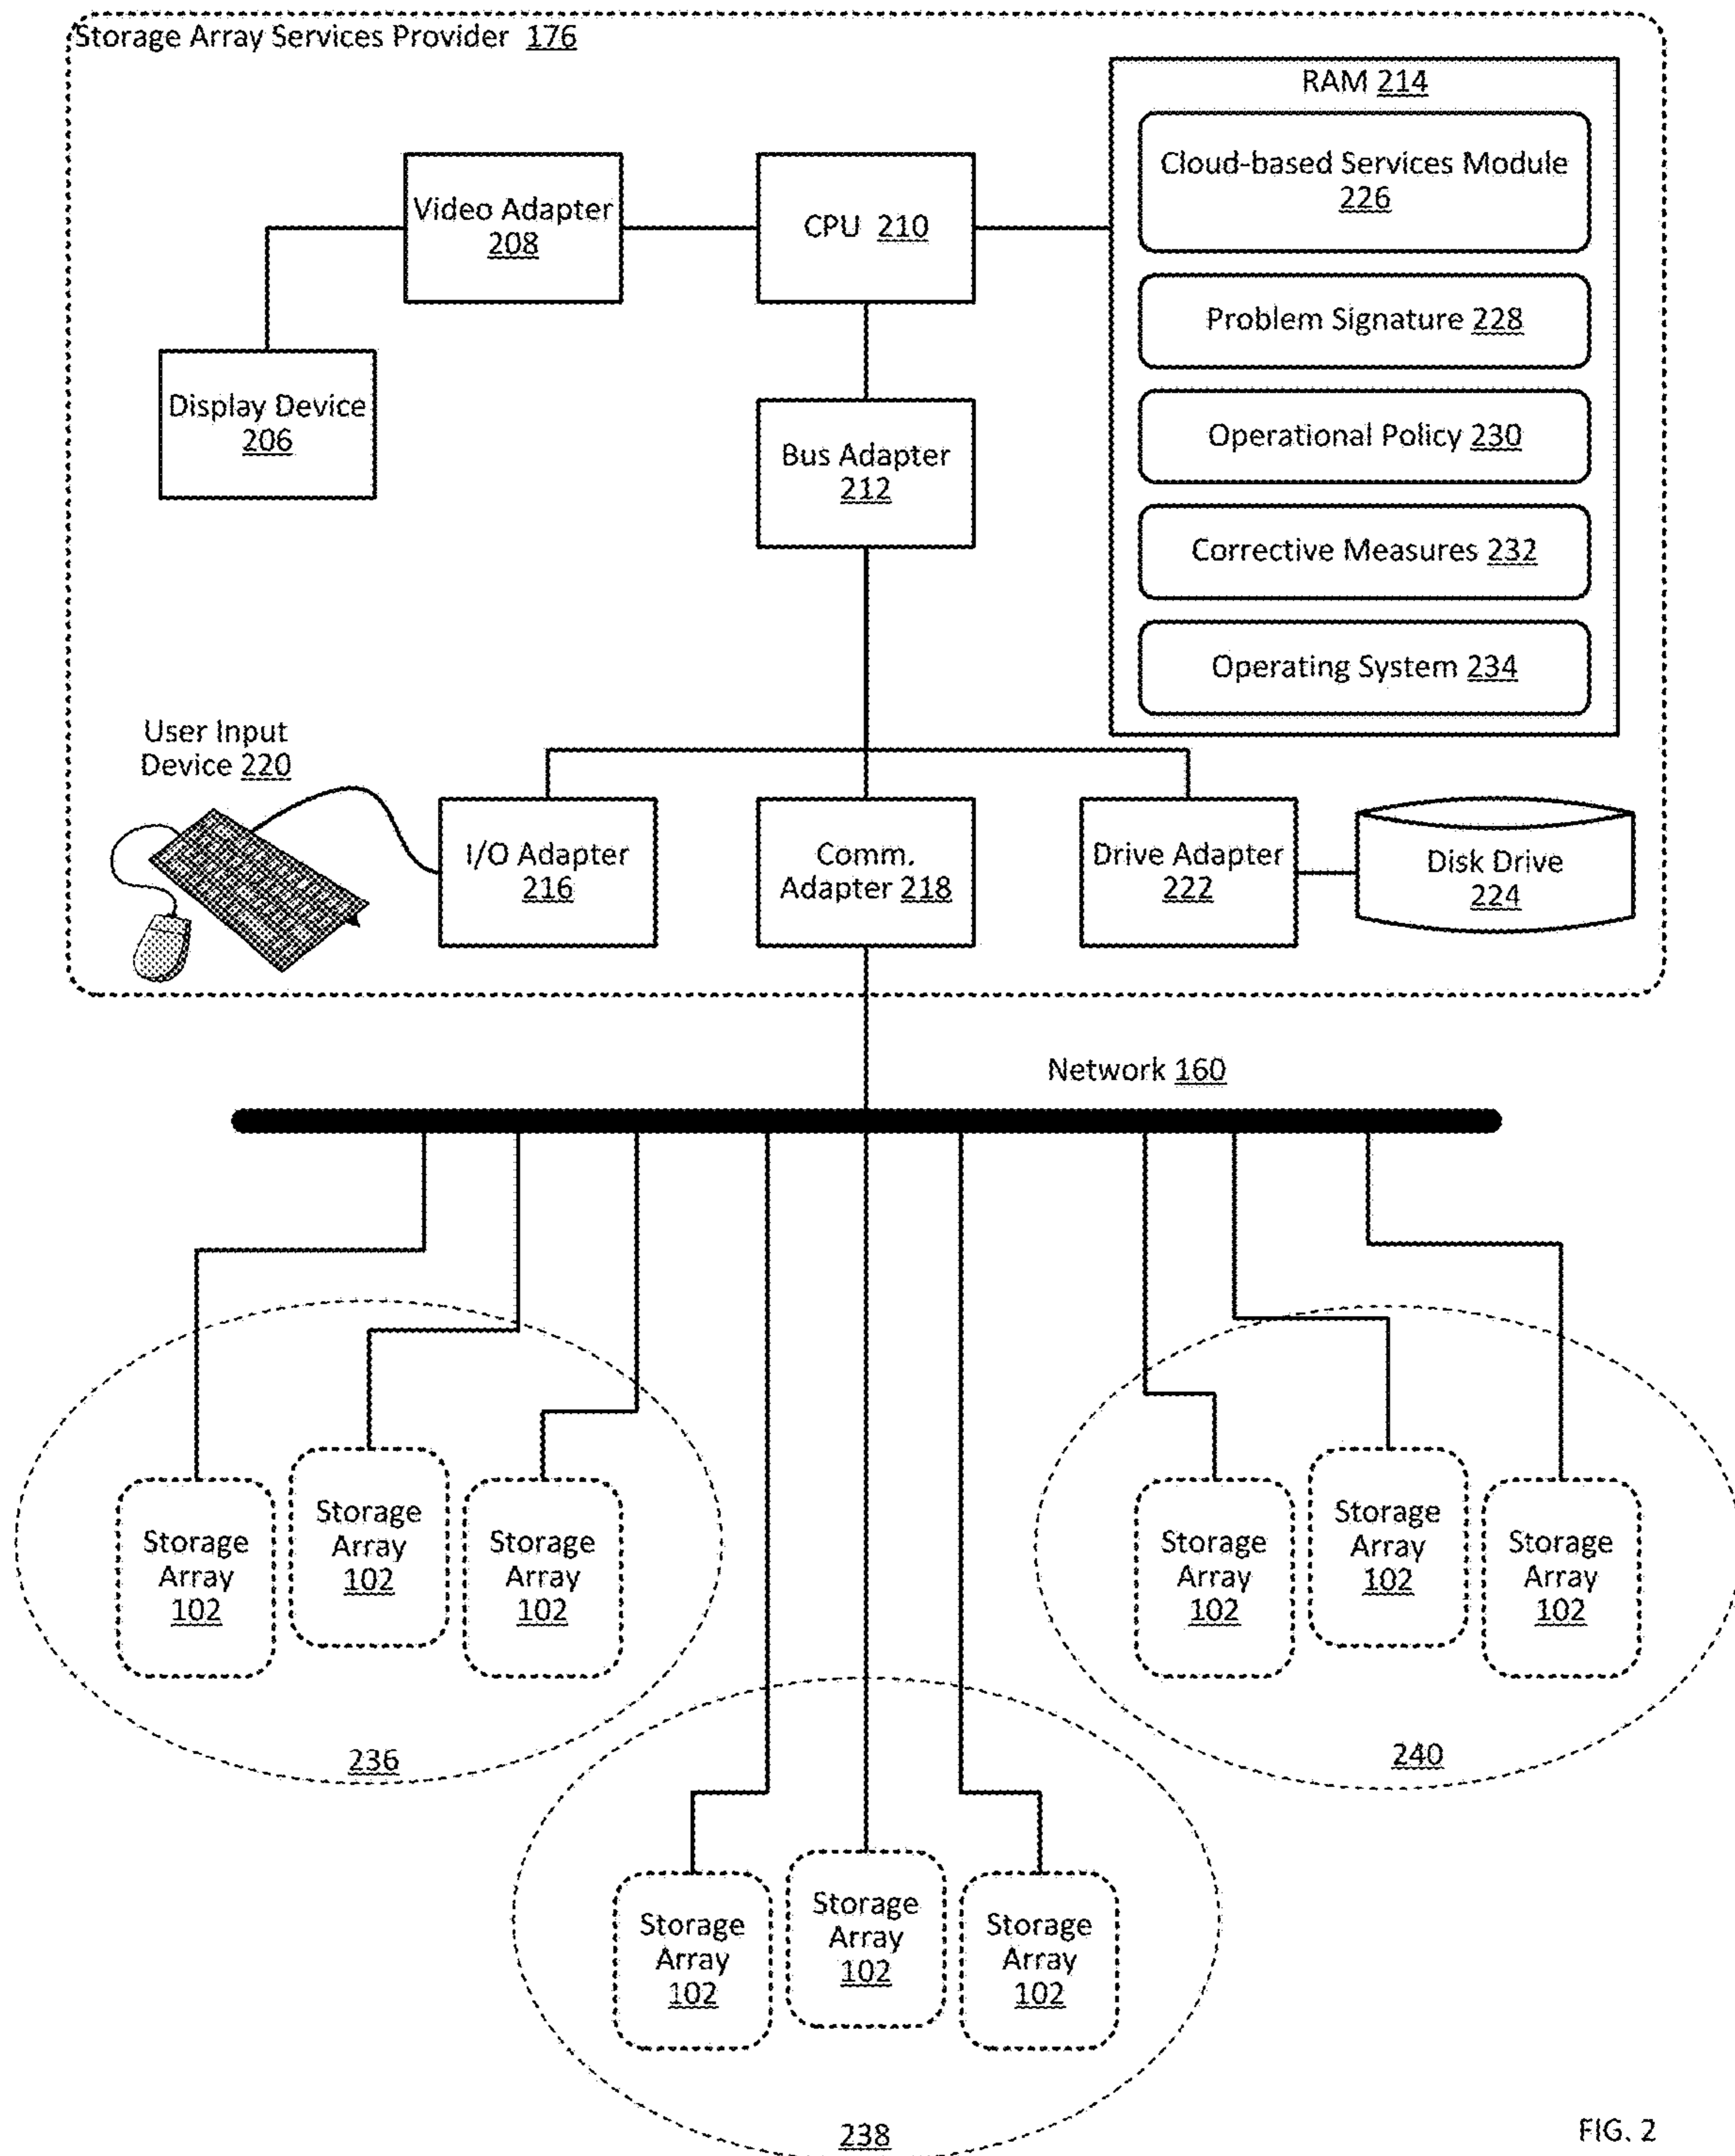 Storage Array Services Provider 176
RAM 214
Cloud-based Services Module
226
Video Adapter
208
CPU 210
Problem Signature 228
Display Device
206
Operational Policy 230
Bus Adapter
212
Corrective Measures 232
Operating System 234
User Input
Device 220
I/O Adapter
216
Comm.
Adapter 218
Drive Adapter
222
Disk Drive
224
Network 160
Storage
Array
102
Storage
Array
102
Storage
Array
102
236
Storage
Array
102
Storage
Array
102
Storage
Array
102
240
Storage
Array
102
Storage
Array
102
Storage
Array
102
238
FIG. 2